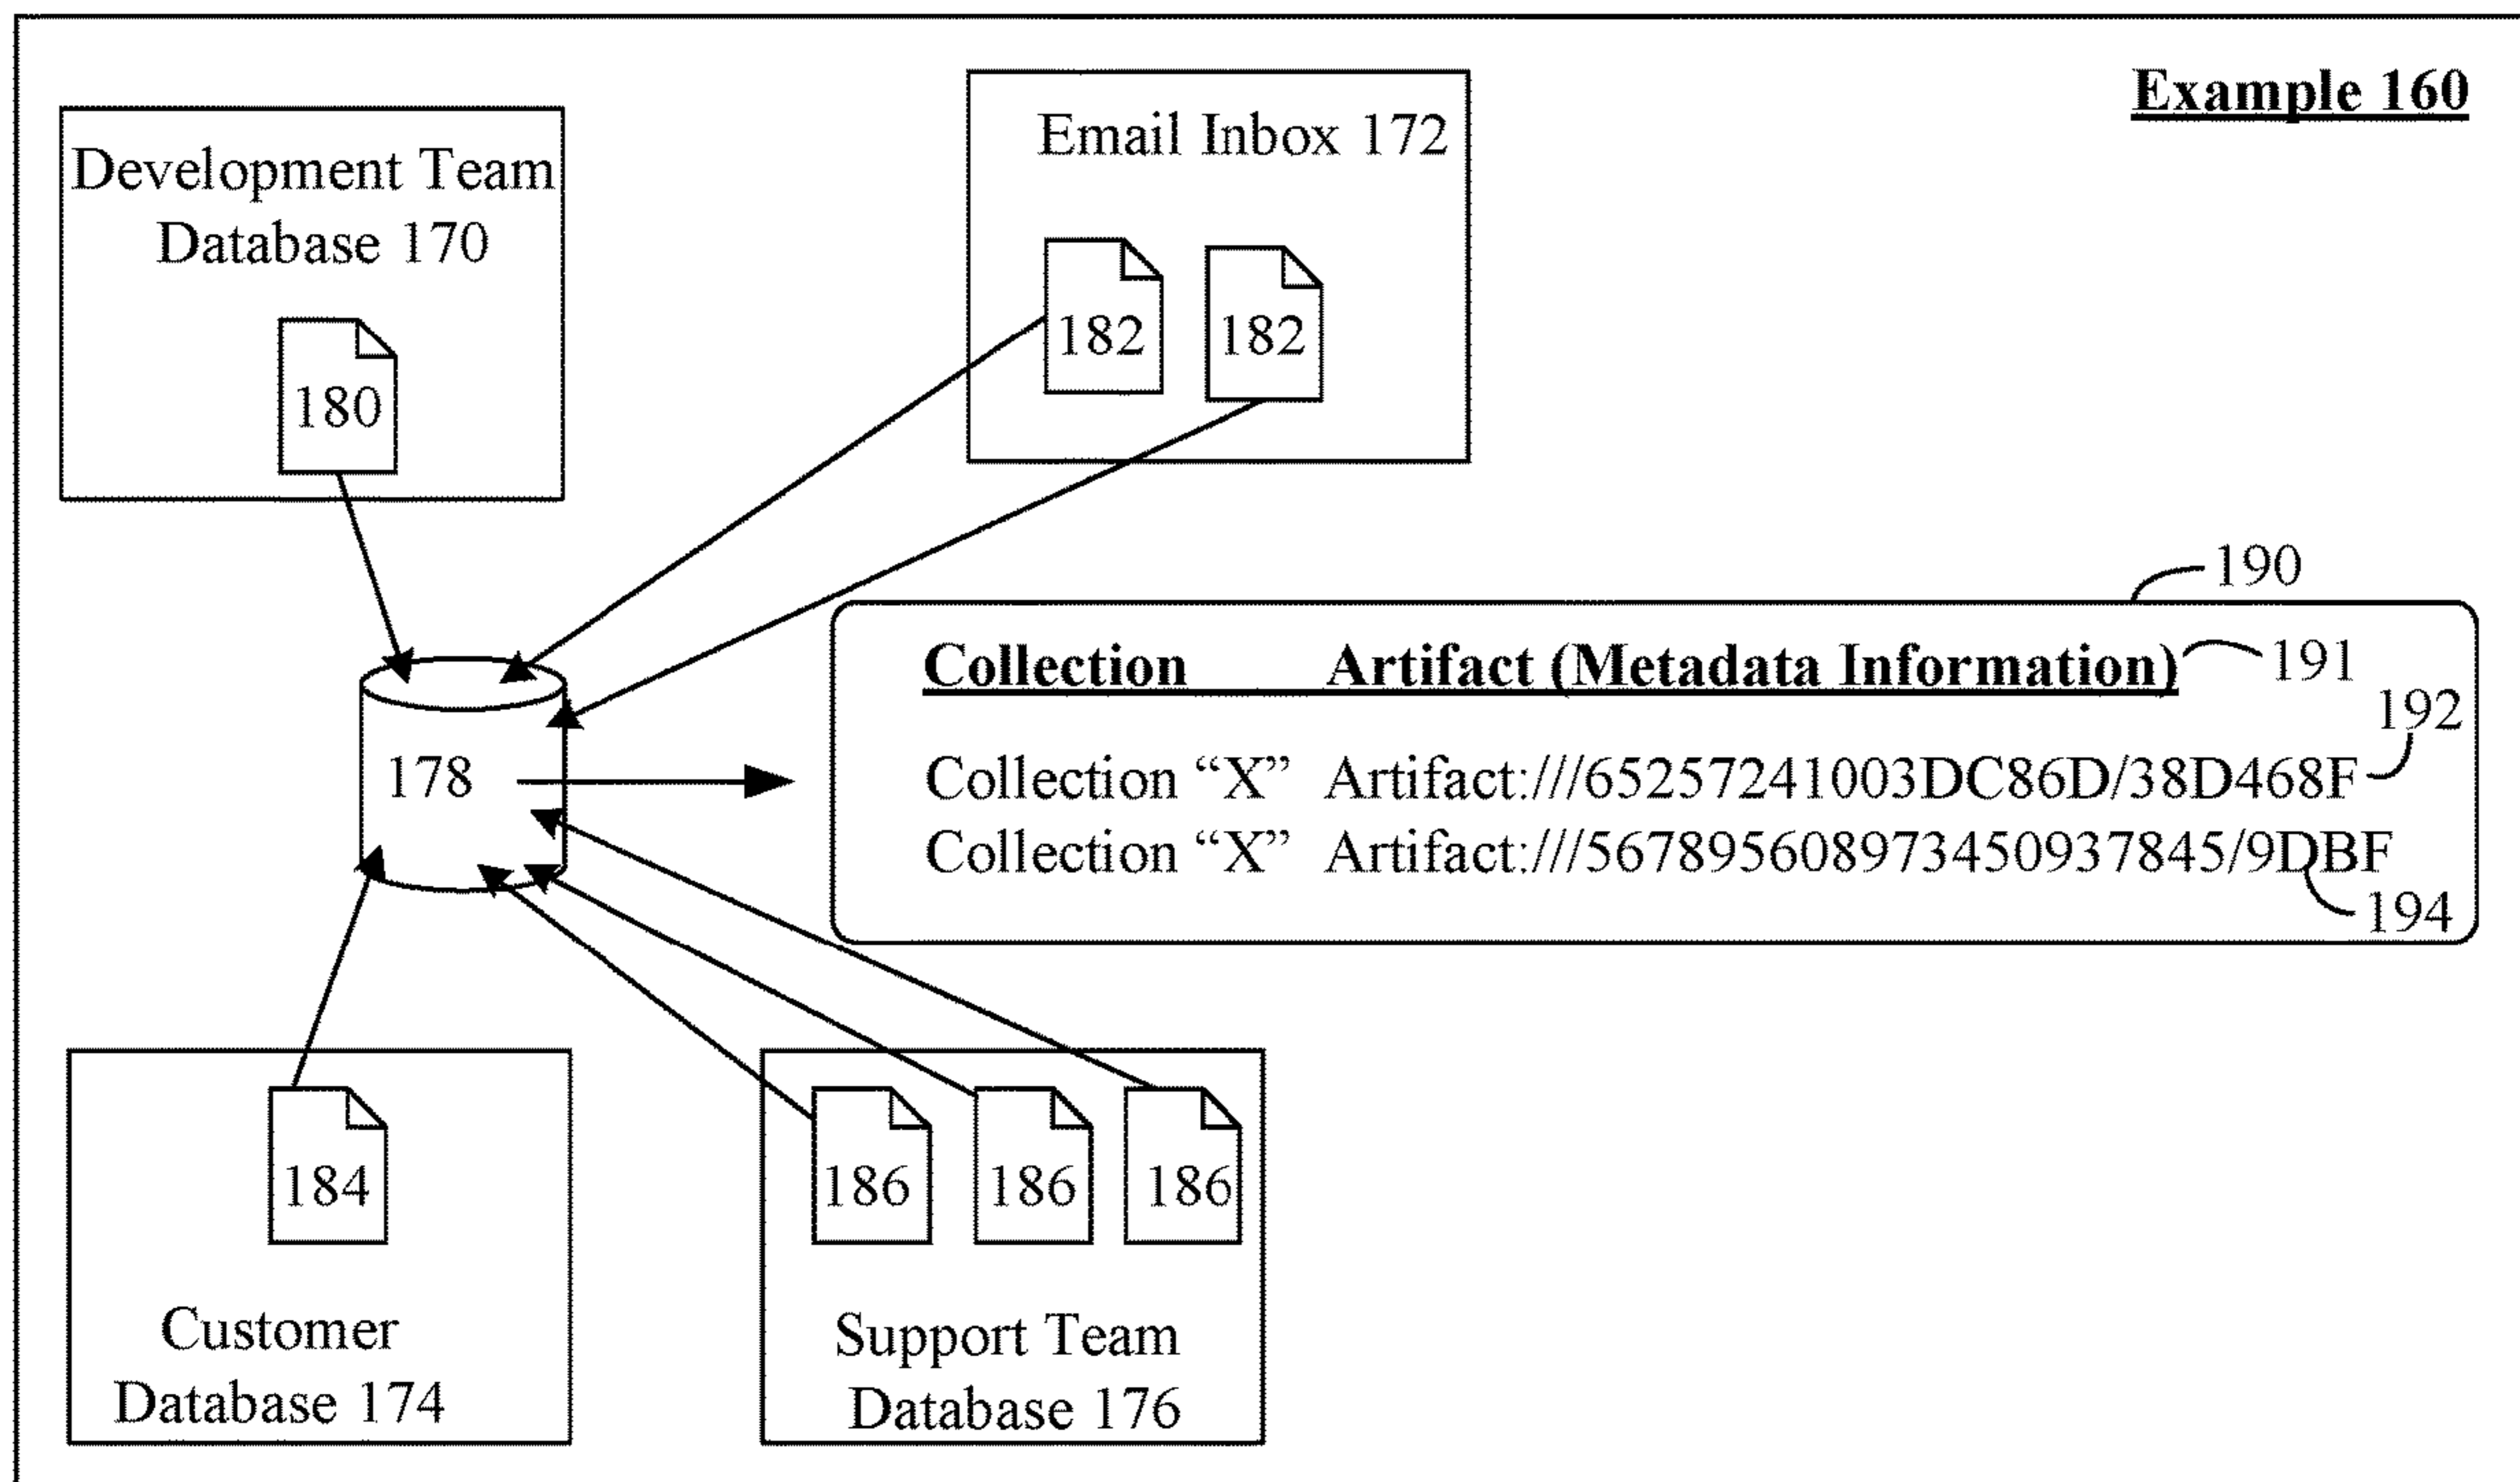 Example 160
Development Team
Database 170
180
Email Inbox 172
182 182
190
Collection Artifact (Metadata Information) 191
192
Collection “X” Artifact:///65257241003DC86D/38D468F
Collection “X” Artifact:///567895608973450937845/9DBF
194
178
184
Customer
Database 174
186 186 186
Support Team
Database 176